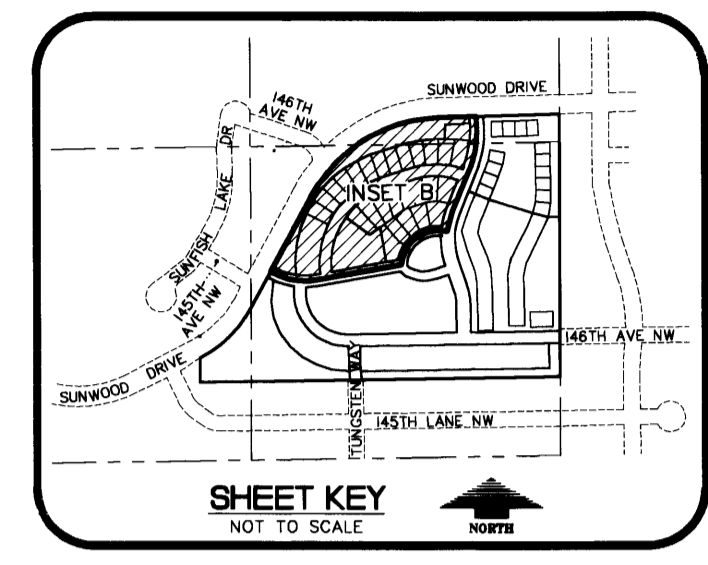 SUNWOOD DRIVE
146TH
AVE NW
SUNFISH LAKE DR
INSET B
145TH
AVE NW
146TH AVE NW
SUNWOOD DRIVE
TUNGSTEN WAY
145TH LANE NW
SHEET KEY
NOT TO SCALE
NORTH